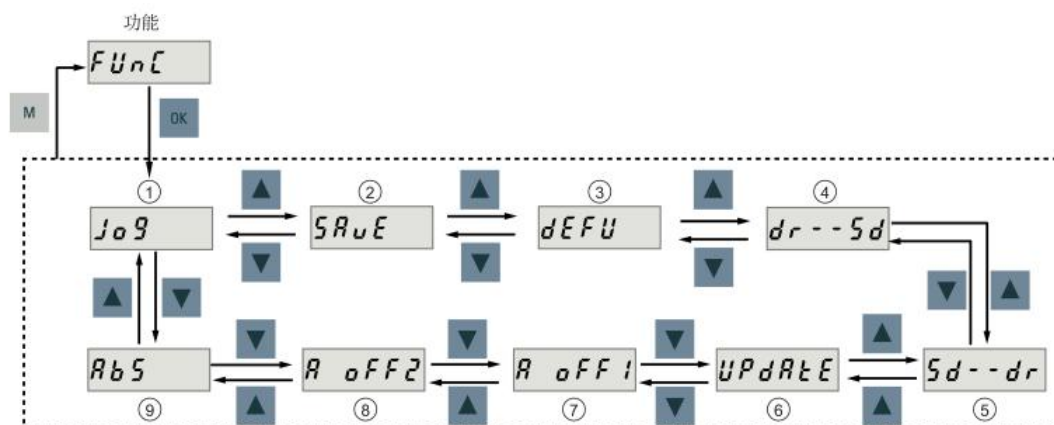 功能
FUnC
M
OK
① ② ③ ④
Jog SAvE dEFU dr--Sd
AbS A oFF2 A oFF1 UPdAtE Sd--dr
⑨ ⑧ ⑦ ⑥ ⑤